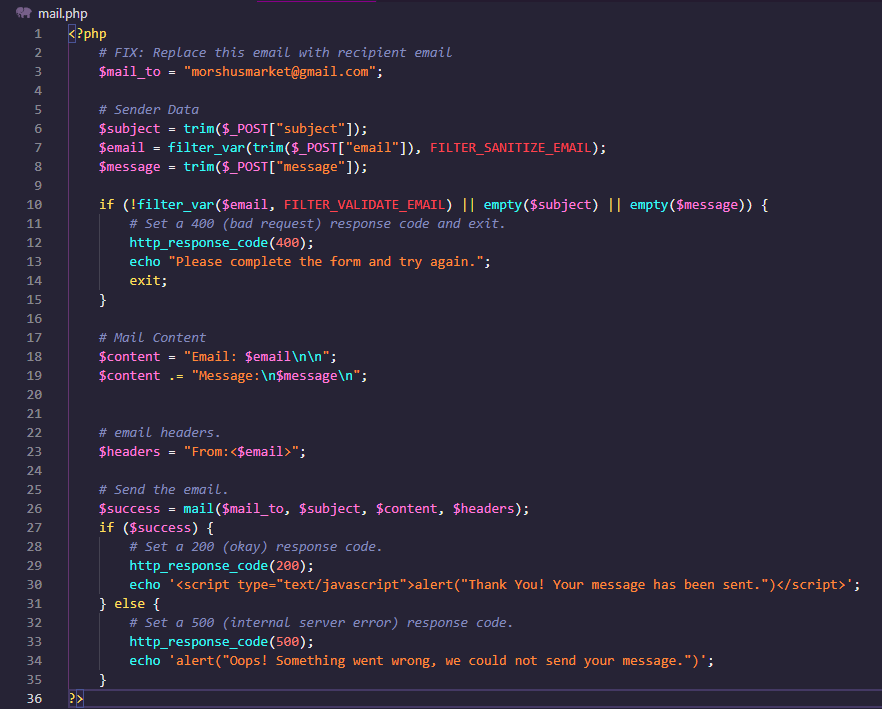 mail.php
1 <?php
2 # FIX: Replace this email with recipient email
3 $mail_to = "morshusmarket@gmail.com";
4
5 # Sender Data
6 $subject = trim($_POST["subject"]);
7 $email = filter_var(trim($_POST["email"]), FILTER_SANITIZE_EMAIL);
8 $message = trim($_POST["message"]);
9
10 if (!filter_var($email, FILTER_VALIDATE_EMAIL) || empty($subject) || empty($message)) {
11 # Set a 400 (bad request) response code and exit.
12 http_response_code(400);
13 echo "Please complete the form and try again.";
14 exit;
15 }
16
17 # Mail Content
18 $content = "Email: $email\n\n";
19 $content .= "Message:\n$message\n";
20
21
22 # email headers.
23 $headers = "From:<$email>";
24
25 # Send the email.
26 $success = mail($mail_to, $subject, $content, $headers);
27 if ($success) {
28 # Set a 200 (okay) response code.
29 http_response_code(200);
30 echo '<script type="text/javascript">alert("Thank You! Your message has been sent.")</script>';
31 } else {
32 # Set a 500 (internal server error) response code.
33 http_response_code(500);
34 echo 'alert("Oops! Something went wrong, we could not send your message.")';
35 }
36 ?>